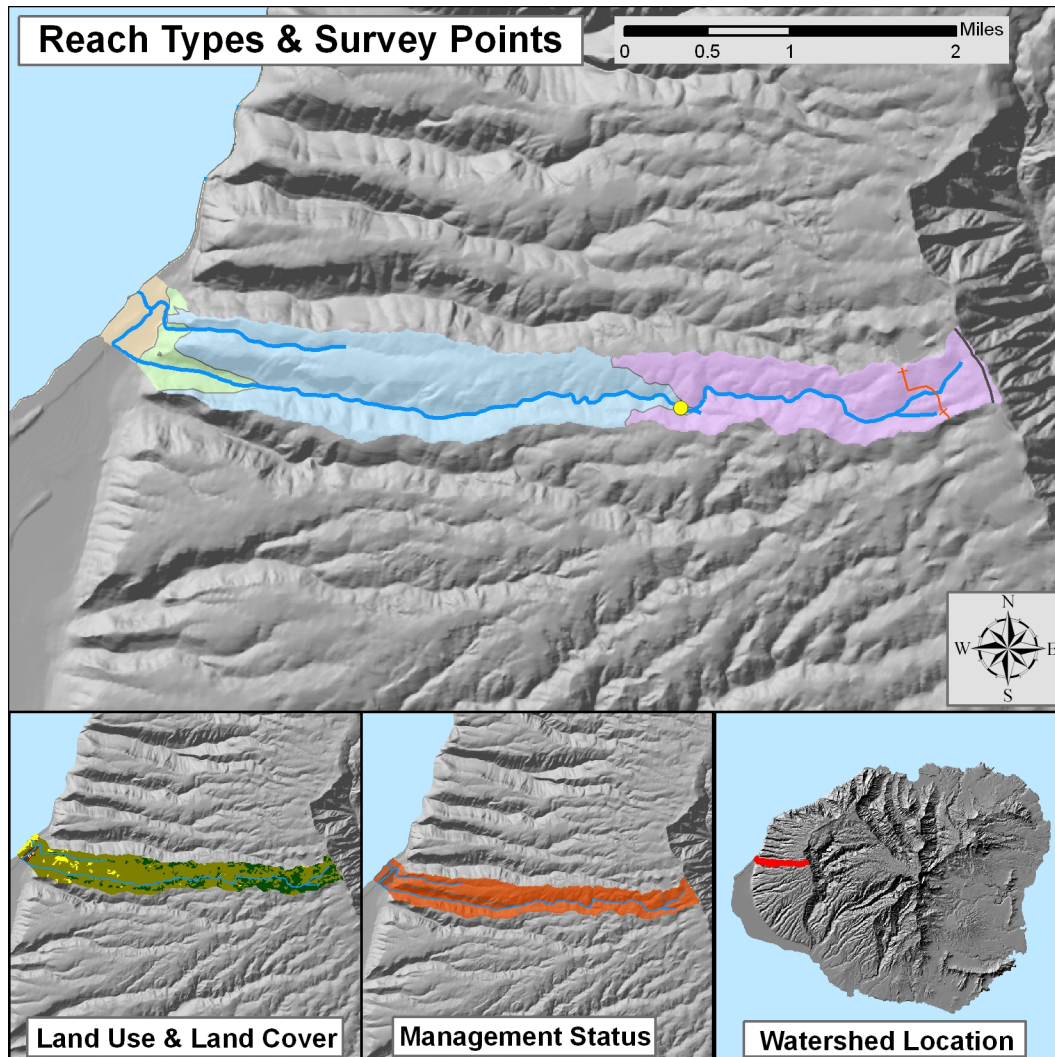 Reach Types & Survey Points
Miles
0 0.5 1 2
N
W E
S
Land Use & Land Cover
Management Status
Watershed Location